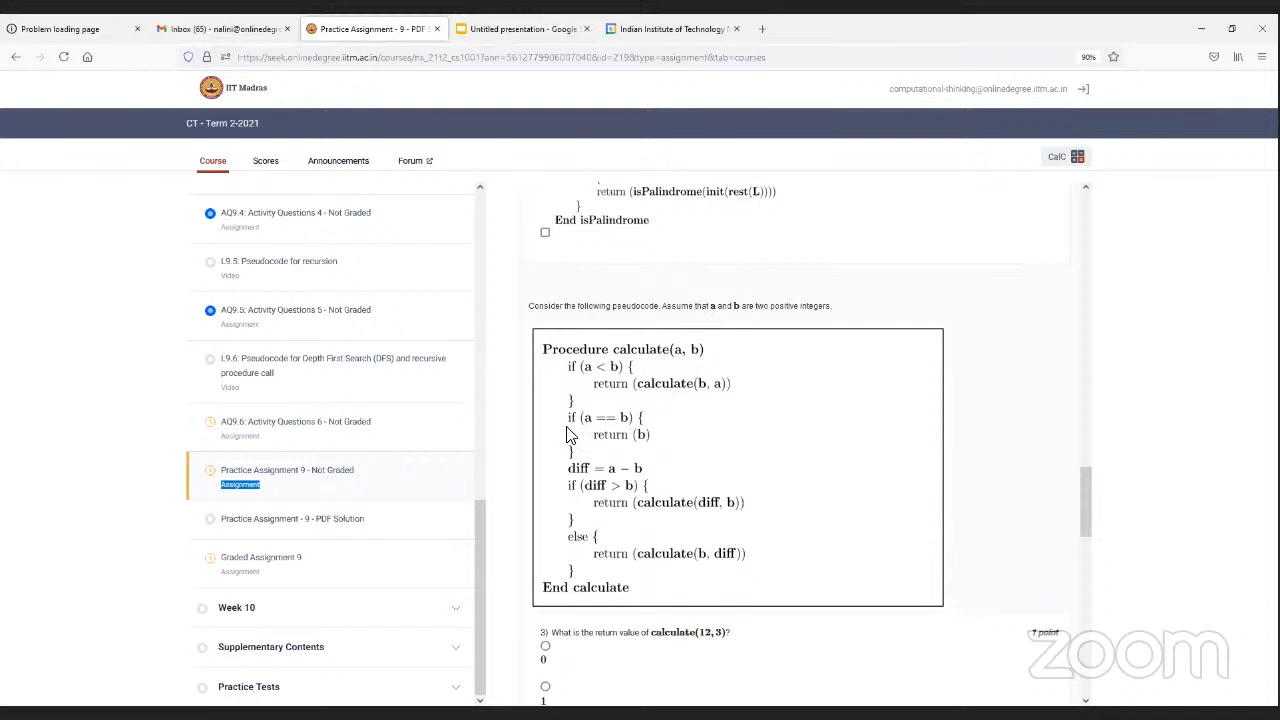 Problem loading page
Inbox (65) - nalini@onlinedegre
Practice Assignment - 9 - PDF S
Untitled presentation - Google S
Indian Institute of Technology M
https://seek.onlinedegree.iitm.ac.in/courses/ns_21t2_cs1001?ann=5612779906017040&id=219&type=assignment&tab=courses
90%
IIT Madras
computational-thinking@onlinedegree.iitm.ac.in
CT - Term 2-2021
Course
Scores
Announcements
Forum
CalC
AQ9.4: Activity Questions 4 - Not Graded
Assignment
L9.5: Pseudocode for recursion
Video
AQ9.5: Activity Questions 5 - Not Graded
Assignment
L9.6: Pseudocode for Depth First Search (DFS) and recursive
procedure call
Video
AQ9.6: Activity Questions 6 - Not Graded
Assignment
Practice Assignment 9 - Not Graded
Assignment
Practice Assignment - 9 - PDF Solution
Graded Assignment 9
Assignment
Week 10
Supplementary Contents
Practice Tests
return (isPalindrome(init(rest(L))))
}
End isPalindrome
Consider the following pseudocode. Assume that a and b are two positive integers.
Procedure calculate(a, b)
if (a < b) {
return (calculate(b, a))
}
if (a == b) {
return (b)
}
diff = a − b
if (diff > b) {
return (calculate(diff, b))
}
else {
return (calculate(b, diff))
}
End calculate
3) What is the return value of calculate(12, 3)?
1 point
0
1
zoom